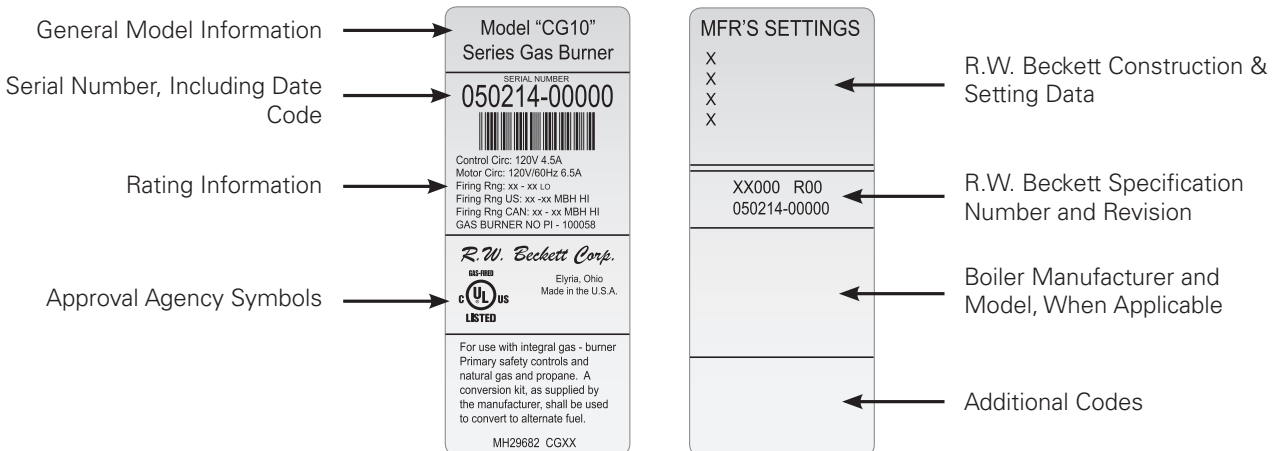 General Model Information
Serial Number, Including Date
Code
Rating Information
Approval Agency Symbols
Model “CG10”
Series Gas Burner
SERIAL NUMBER
050214-00000
Control Circ: 120V 4.5A
Motor Circ: 120V/60Hz 6.5A
Firing Rng: xx - xx LO
Firing Rng US: xx -xx MBH HI
Firing Rng CAN: xx - xx MBH HI
GAS BURNER NO PI - 100058
R.W. Beckett Corp.
GAS-FIRED
C UL US
LISTED
Elyria, Ohio
Made in the U.S.A.
For use with integral gas - burner
Primary safety controls and
natural gas and propane. A
conversion kit, as supplied by
the manufacturer, shall be used
to convert to alternate fuel.
MH29682 CGXX
MFR'S SETTINGS
X
X
X
X
XX000 R00
050214-00000
R.W. Beckett Construction &
Setting Data
R.W. Beckett Specification
Number and Revision
Boiler Manufacturer and
Model, When Applicable
Additional Codes